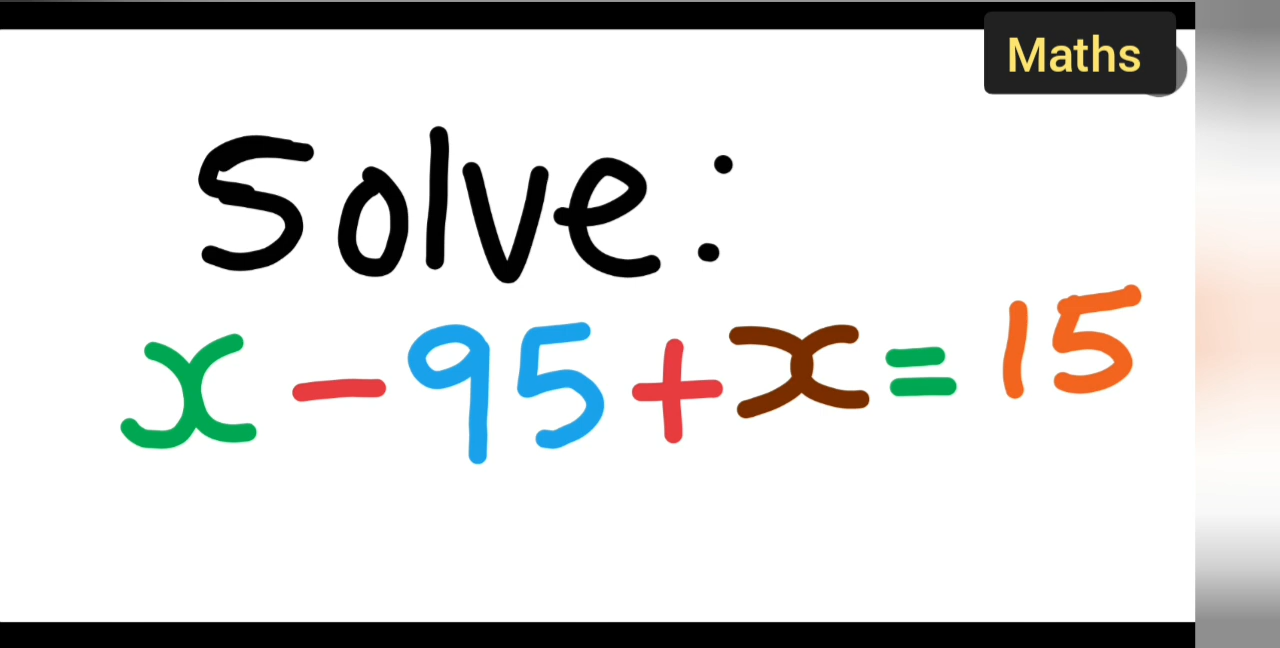 Maths
Solve:
x - 95 + x = 15